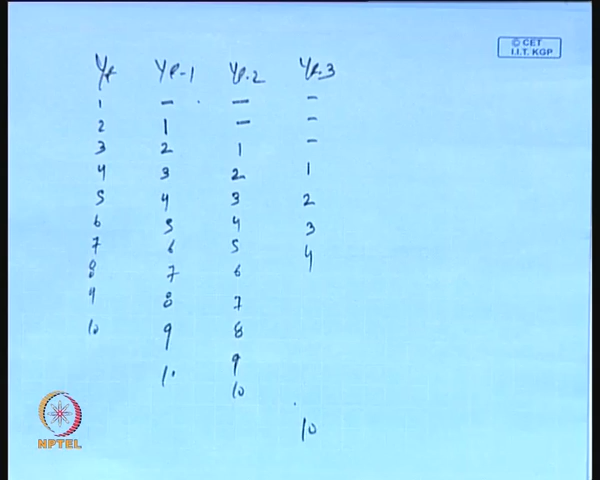 © CET
I.I.T. KGP
Yt Yt-1 Yt-2 Yt-3
1 - - -
2 1 - -
3 2 1 -
4 3 2 1
5 4 3 2
6 5 4 3
7 6 5 4
8 7 6
9 8 7
10 9 8
10 9
10
10
NPTEL